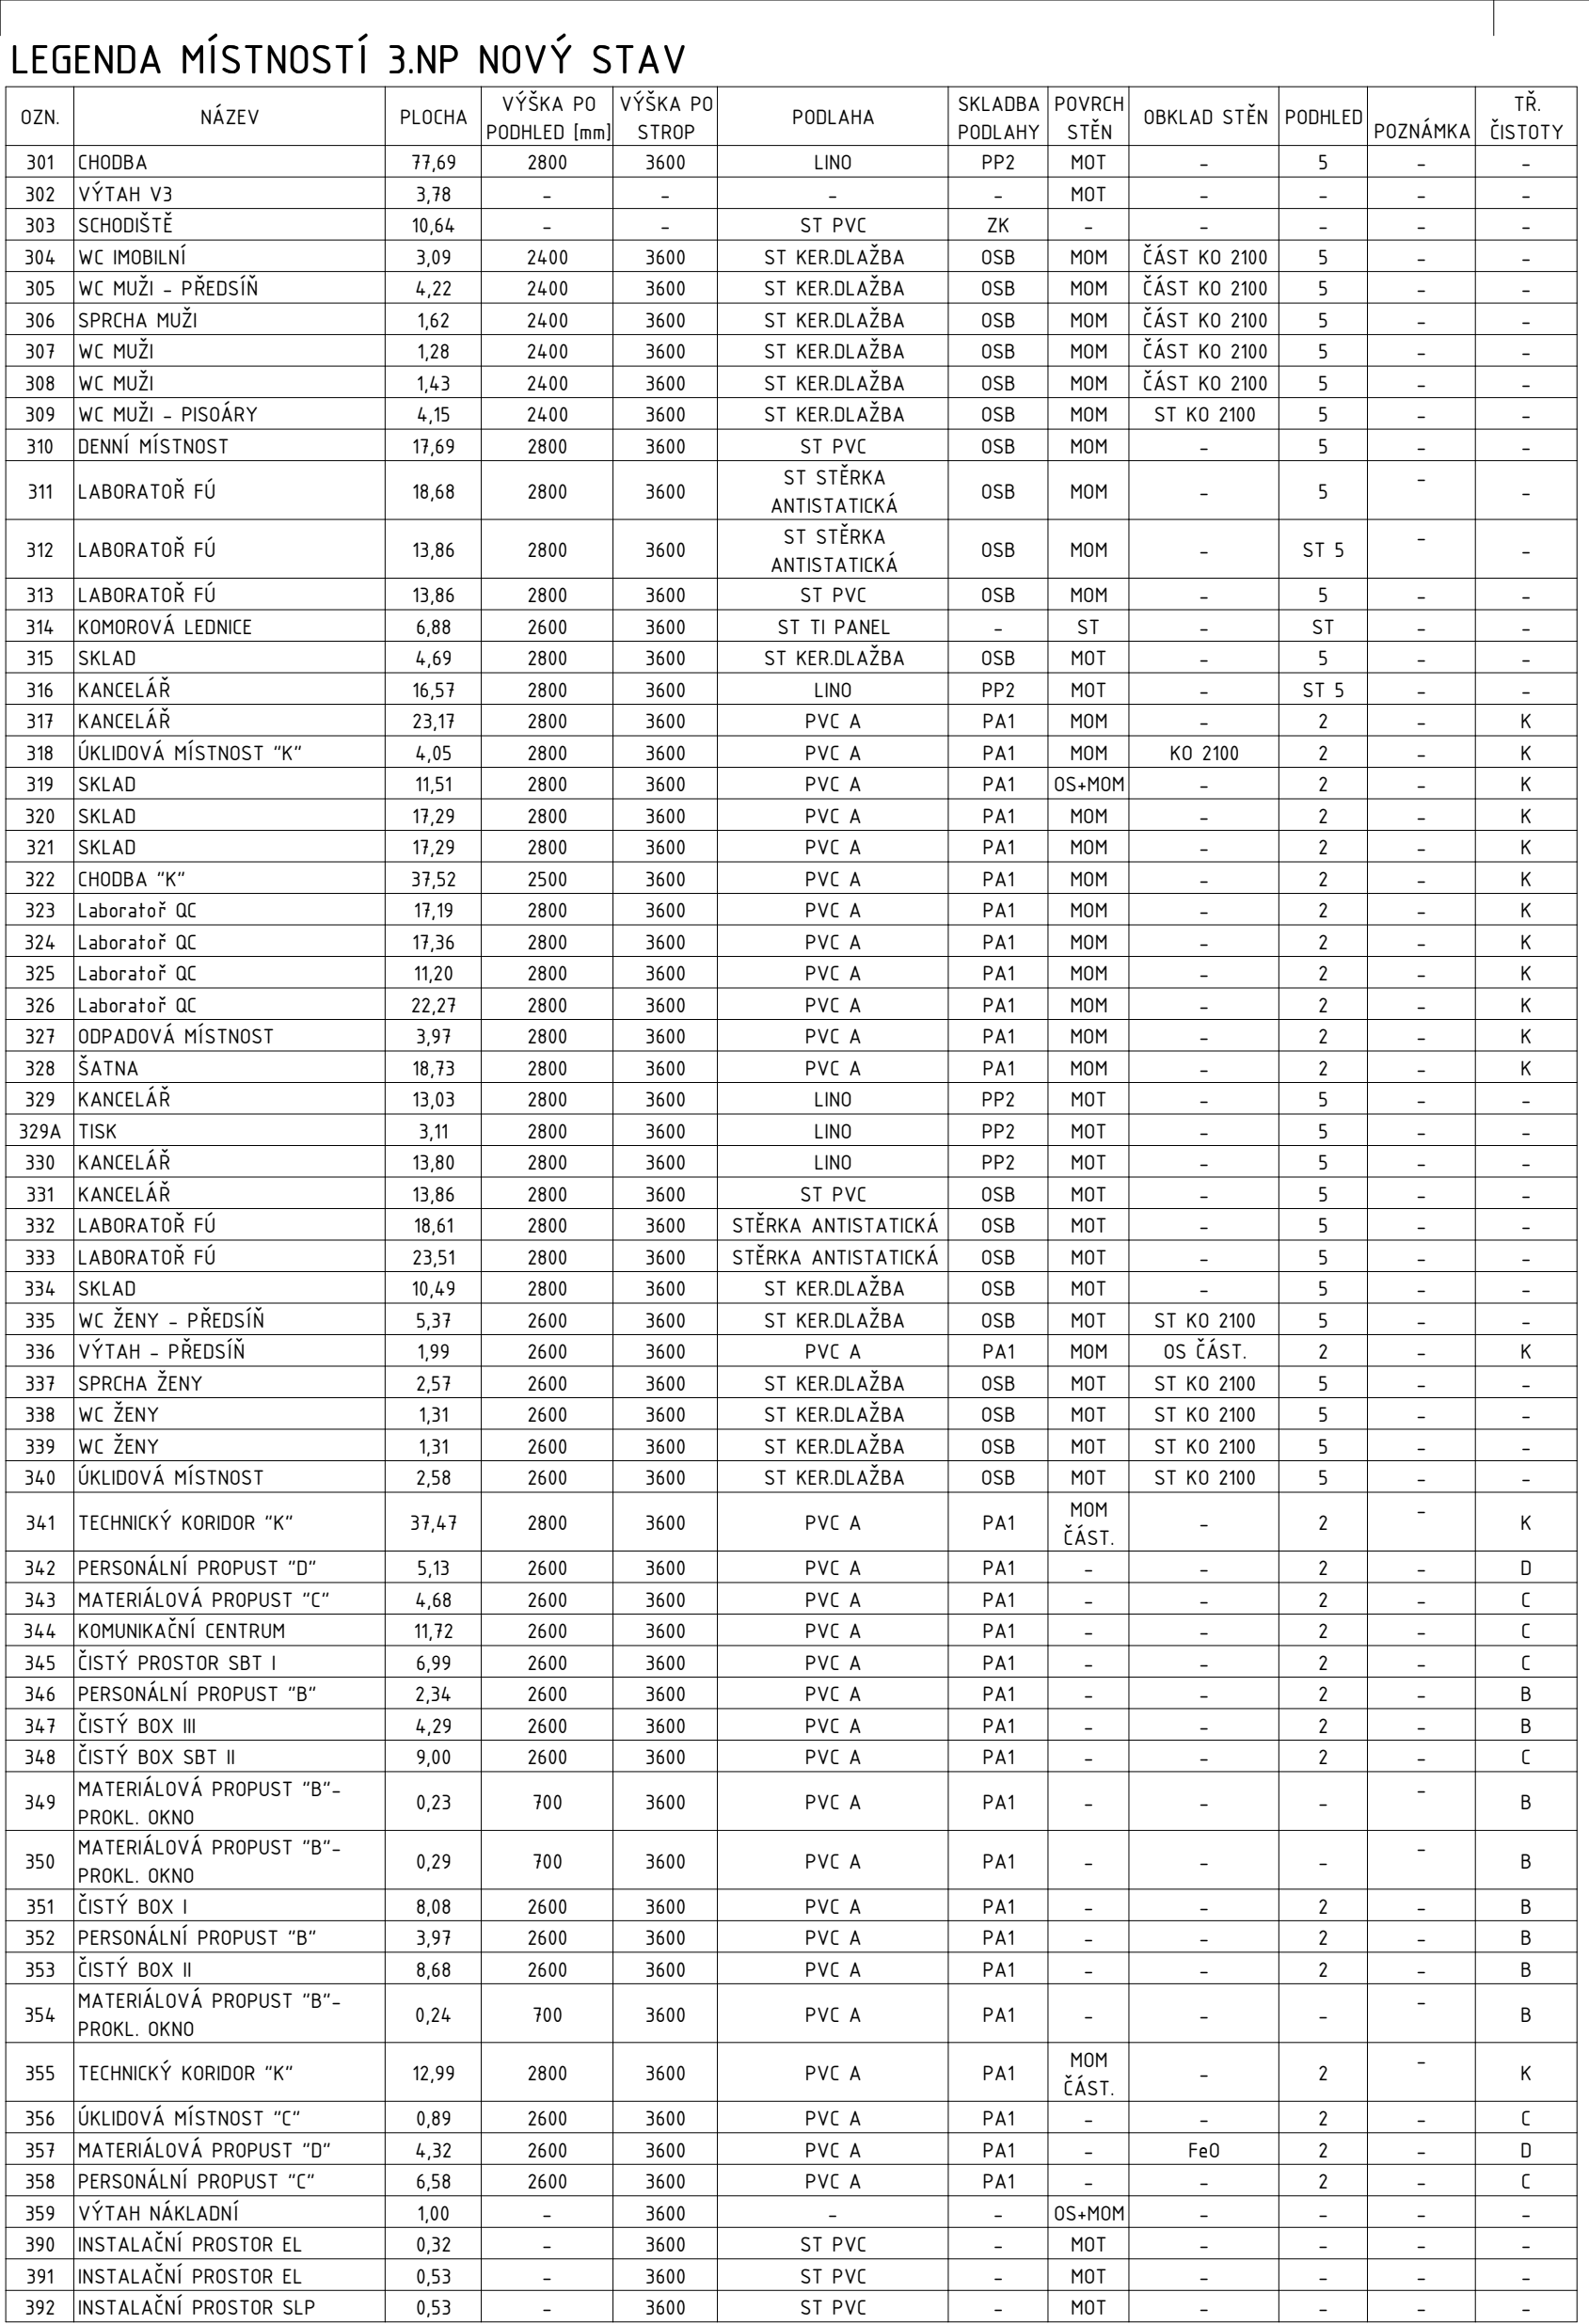 LEGENDA MÍSTNOSTÍ 3.NP NOVÝ STAV
OZN. NÁZEV PLOCHA VÝŠKA PO PODHLED [mm] VÝŠKA PO STROP PODLAHA SKLADBA PODLAHY POVRCH STĚN OBKLAD STĚN PODHLED POZNÁMKA TŘ. ČISTOTY
301 CHODBA 77,69 2800 3600 LINO PP2 MOT - 5 - -
302 VÝTAH V3 3,78 - - - - MOT - - - -
303 SCHODIŠTĚ 10,64 - - ST PVC ZK - - - - -
304 WC IMOBILNÍ 3,09 2400 3600 ST KER.DLAŽBA OSB MOM ČÁST KO 2100 5 - -
305 WC MUŽI - PŘEDSÍŇ 4,22 2400 3600 ST KER.DLAŽBA OSB MOM ČÁST KO 2100 5 - -
306 SPRCHA MUŽI 1,62 2400 3600 ST KER.DLAŽBA OSB MOM ČÁST KO 2100 5 - -
307 WC MUŽI 1,28 2400 3600 ST KER.DLAŽBA OSB MOM ČÁST KO 2100 5 - -
308 WC MUŽI 1,43 2400 3600 ST KER.DLAŽBA OSB MOM ČÁST KO 2100 5 - -
309 WC MUŽI - PISOÁRY 4,15 2400 3600 ST KER.DLAŽBA OSB MOM ST KO 2100 5 - -
310 DENNÍ MÍSTNOST 17,69 2800 3600 ST PVC OSB MOM - 5 - -
311 LABORATOŘ FÚ 18,68 2800 3600 ST STĚRKA ANTISTATICKÁ OSB MOM - 5 - -
312 LABORATOŘ FÚ 13,86 2800 3600 ST STĚRKA ANTISTATICKÁ OSB MOM - ST 5 - -
313 LABORATOŘ FÚ 13,86 2800 3600 ST PVC OSB MOM - 5 - -
314 KOMOROVÁ LEDNICE 6,88 2600 3600 ST TI PANEL - ST - ST - -
315 SKLAD 4,69 2800 3600 ST KER.DLAŽBA OSB MOT - 5 - -
316 KANCELÁŘ 16,57 2800 3600 LINO PP2 MOT - ST 5 - -
317 KANCELÁŘ 23,17 2800 3600 PVC A PA1 MOM - 2 - K
318 ÚKLIDOVÁ MÍSTNOST "K" 4,05 2800 3600 PVC A PA1 MOM KO 2100 2 - K
319 SKLAD 11,51 2800 3600 PVC A PA1 OS+MOM - 2 - K
320 SKLAD 17,29 2800 3600 PVC A PA1 MOM - 2 - K
321 SKLAD 17,29 2800 3600 PVC A PA1 MOM - 2 - K
322 CHODBA "K" 37,52 2500 3600 PVC A PA1 MOM - 2 - K
323 Laboratoř QC 17,19 2800 3600 PVC A PA1 MOM - 2 - K
324 Laboratoř QC 17,36 2800 3600 PVC A PA1 MOM - 2 - K
325 Laboratoř QC 11,20 2800 3600 PVC A PA1 MOM - 2 - K
326 Laboratoř QC 22,27 2800 3600 PVC A PA1 MOM - 2 - K
327 ODPADOVÁ MÍSTNOST 3,97 2800 3600 PVC A PA1 MOM - 2 - K
328 ŠATNA 18,73 2800 3600 PVC A PA1 MOM - 2 - K
329 KANCELÁŘ 13,03 2800 3600 LINO PP2 MOT - 5 - -
329A TISK 3,11 2800 3600 LINO PP2 MOT - 5 - -
330 KANCELÁŘ 13,80 2800 3600 LINO PP2 MOT - 5 - -
331 KANCELÁŘ 13,86 2800 3600 ST PVC OSB MOT - 5 - -
332 LABORATOŘ FÚ 18,61 2800 3600 STĚRKA ANTISTATICKÁ OSB MOT - 5 - -
333 LABORATOŘ FÚ 23,51 2800 3600 STĚRKA ANTISTATICKÁ OSB MOT - 5 - -
334 SKLAD 10,49 2800 3600 ST KER.DLAŽBA OSB MOT - 5 - -
335 WC ŽENY - PŘEDSÍŇ 5,37 2600 3600 ST KER.DLAŽBA OSB MOT ST KO 2100 5 - -
336 VÝTAH - PŘEDSÍŇ 1,99 2600 3600 PVC A PA1 MOM OS ČÁST. 2 - K
337 SPRCHA ŽENY 2,57 2600 3600 ST KER.DLAŽBA OSB MOT ST KO 2100 5 - -
338 WC ŽENY 1,31 2600 3600 ST KER.DLAŽBA OSB MOT ST KO 2100 5 - -
339 WC ŽENY 1,31 2600 3600 ST KER.DLAŽBA OSB MOT ST KO 2100 5 - -
340 ÚKLIDOVÁ MÍSTNOST 2,58 2600 3600 ST KER.DLAŽBA OSB MOT ST KO 2100 5 - -
341 TECHNICKÝ KORIDOR "K" 37,47 2800 3600 PVC A PA1 MOM ČÁST. - 2 - K
342 PERSONÁLNÍ PROPUST "D" 5,13 2600 3600 PVC A PA1 - - 2 - D
343 MATERIÁLOVÁ PROPUST "C" 4,68 2600 3600 PVC A PA1 - - 2 - C
344 KOMUNIKAČNÍ CENTRUM 11,72 2600 3600 PVC A PA1 - - 2 - C
345 ČISTÝ PROSTOR SBT I 6,99 2600 3600 PVC A PA1 - - 2 - C
346 PERSONÁLNÍ PROPUST "B" 2,34 2600 3600 PVC A PA1 - - 2 - B
347 ČISTÝ BOX III 4,29 2600 3600 PVC A PA1 - - 2 - B
348 ČISTÝ BOX SBT II 9,00 2600 3600 PVC A PA1 - - 2 - C
349 MATERIÁLOVÁ PROPUST "B"- PROKL. OKNO 0,23 700 3600 PVC A PA1 - - - - B
350 MATERIÁLOVÁ PROPUST "B"- PROKL. OKNO 0,29 700 3600 PVC A PA1 - - - - B
351 ČISTÝ BOX I 8,08 2600 3600 PVC A PA1 - - 2 - B
352 PERSONÁLNÍ PROPUST "B" 3,97 2600 3600 PVC A PA1 - - 2 - B
353 ČISTÝ BOX II 8,68 2600 3600 PVC A PA1 - - 2 - B
354 MATERIÁLOVÁ PROPUST "B"- PROKL. OKNO 0,24 700 3600 PVC A PA1 - - - - B
355 TECHNICKÝ KORIDOR "K" 12,99 2800 3600 PVC A PA1 MOM ČÁST. - 2 - K
356 ÚKLIDOVÁ MÍSTNOST "C" 0,89 2600 3600 PVC A PA1 - - 2 - C
357 MATERIÁLOVÁ PROPUST "D" 4,32 2600 3600 PVC A PA1 - FeO 2 - D
358 PERSONÁLNÍ PROPUST "C" 6,58 2600 3600 PVC A PA1 - - 2 - C
359 VÝTAH NÁKLADNÍ 1,00 - 3600 - - OS+MOM - - - -
390 INSTALAČNÍ PROSTOR EL 0,32 - 3600 ST PVC - MOT - - - -
391 INSTALAČNÍ PROSTOR EL 0,53 - 3600 ST PVC - MOT - - - -
392 INSTALAČNÍ PROSTOR SLP 0,53 - 3600 ST PVC - MOT - - - -